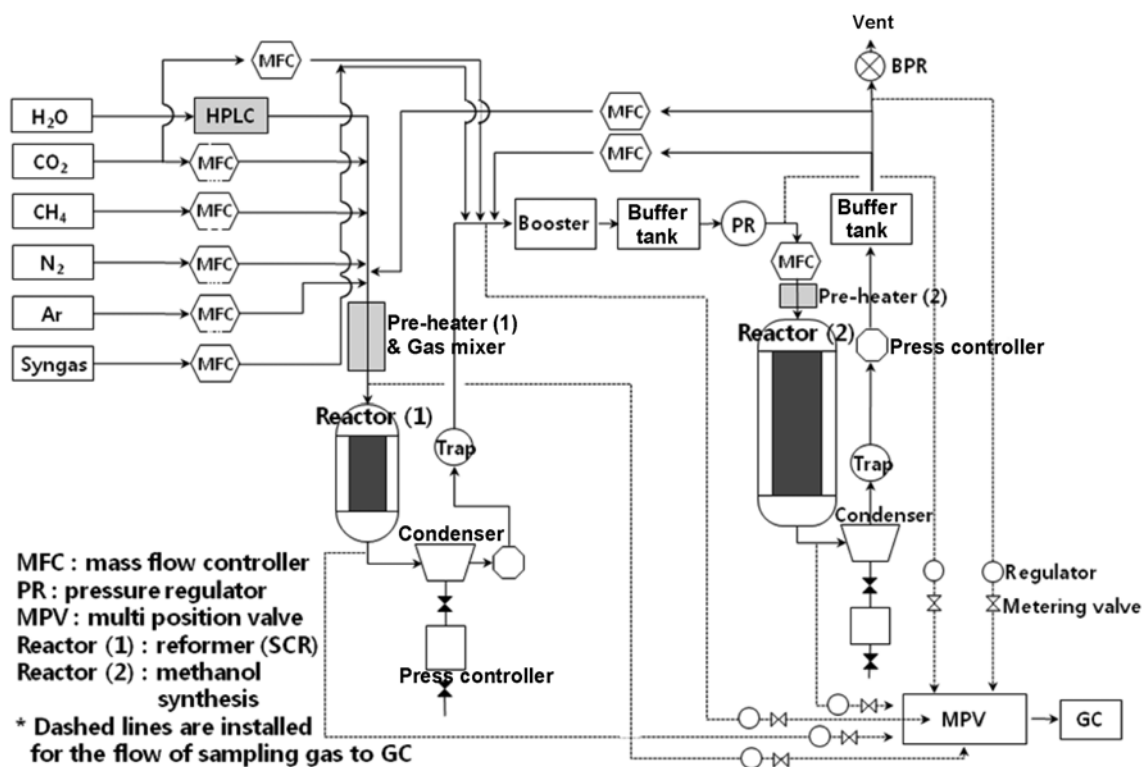 Vent
BPR
MFC
H₂O
HPLC
MFC
CO₂
MFC
MFC
CH₄
MFC
Booster
Buffer
tank
PR
Buffer
tank
N₂
MFC
MFC
Ar
MFC
Pre-heater (2)
Pre-heater (1)
& Gas mixer
Reactor (2)
Press controller
Syngas
MFC
Reactor (1)
Trap
Trap
Condenser
Condenser
MFC : mass flow controller
PR : pressure regulator
MPV : multi position valve
Reactor (1) : reformer (SCR)
Reactor (2) : methanol
synthesis
* Dashed lines are installed
for the flow of sampling gas to GC
Press controller
Regulator
Metering valve
MPV
GC